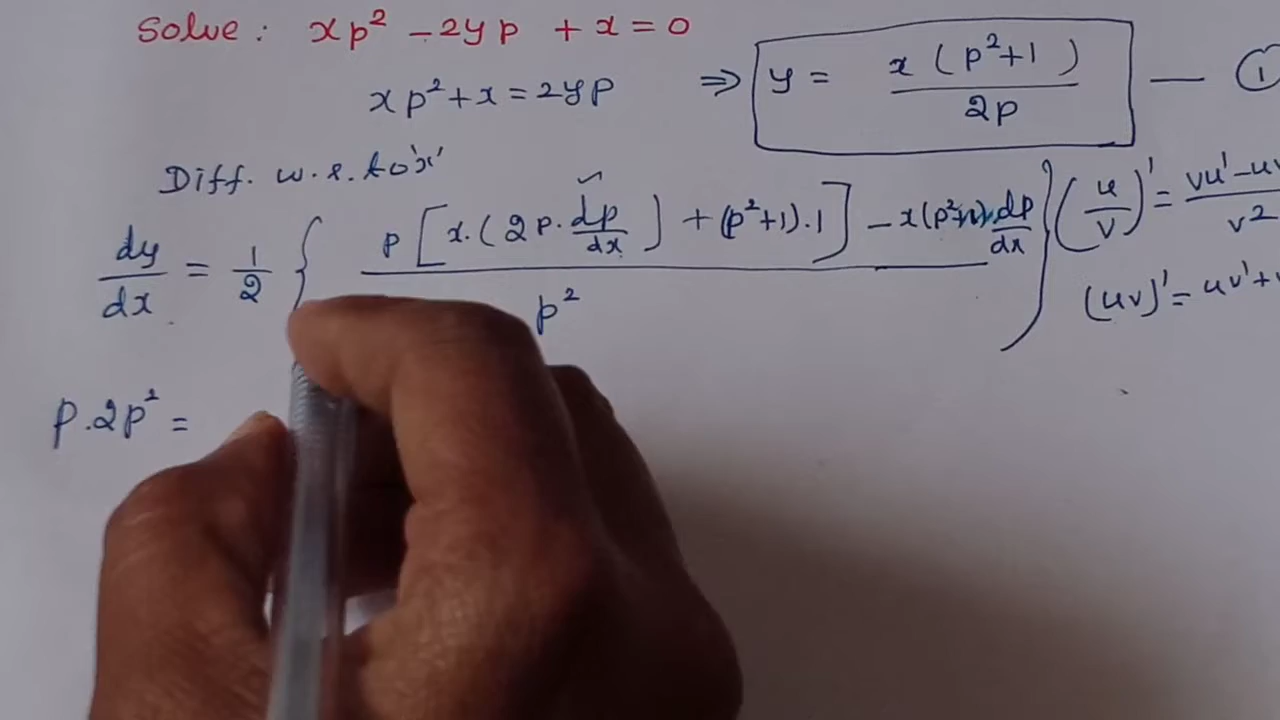 Solve : xp² - 2yp + x = 0
xp² + x = 2yp ⇒ y = x(p²+1)/2p — ①
Diff. w.r.to 'x'
dy/dx = 1/2 { p[x.(2p.dp/dx) + (p²+1).1] - x(p²+1).dp/dx / p² } (u/v)' = vu' - u / v²
(uv)' = uv' +
p.2p² =